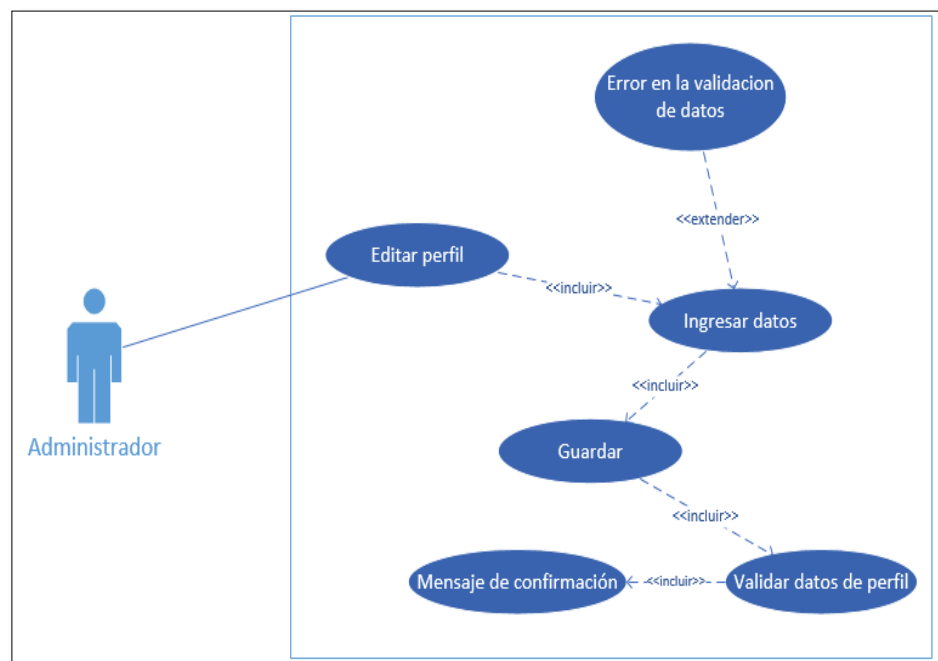 Error en la validacion
de datos
<<extender>>
Editar perfil
<<incluir>>
Ingresar datos
<<incluir>>
Administrador
Guardar
<<incluir>>
Mensaje de confirmación
<<incluir>>
Validar datos de perfil